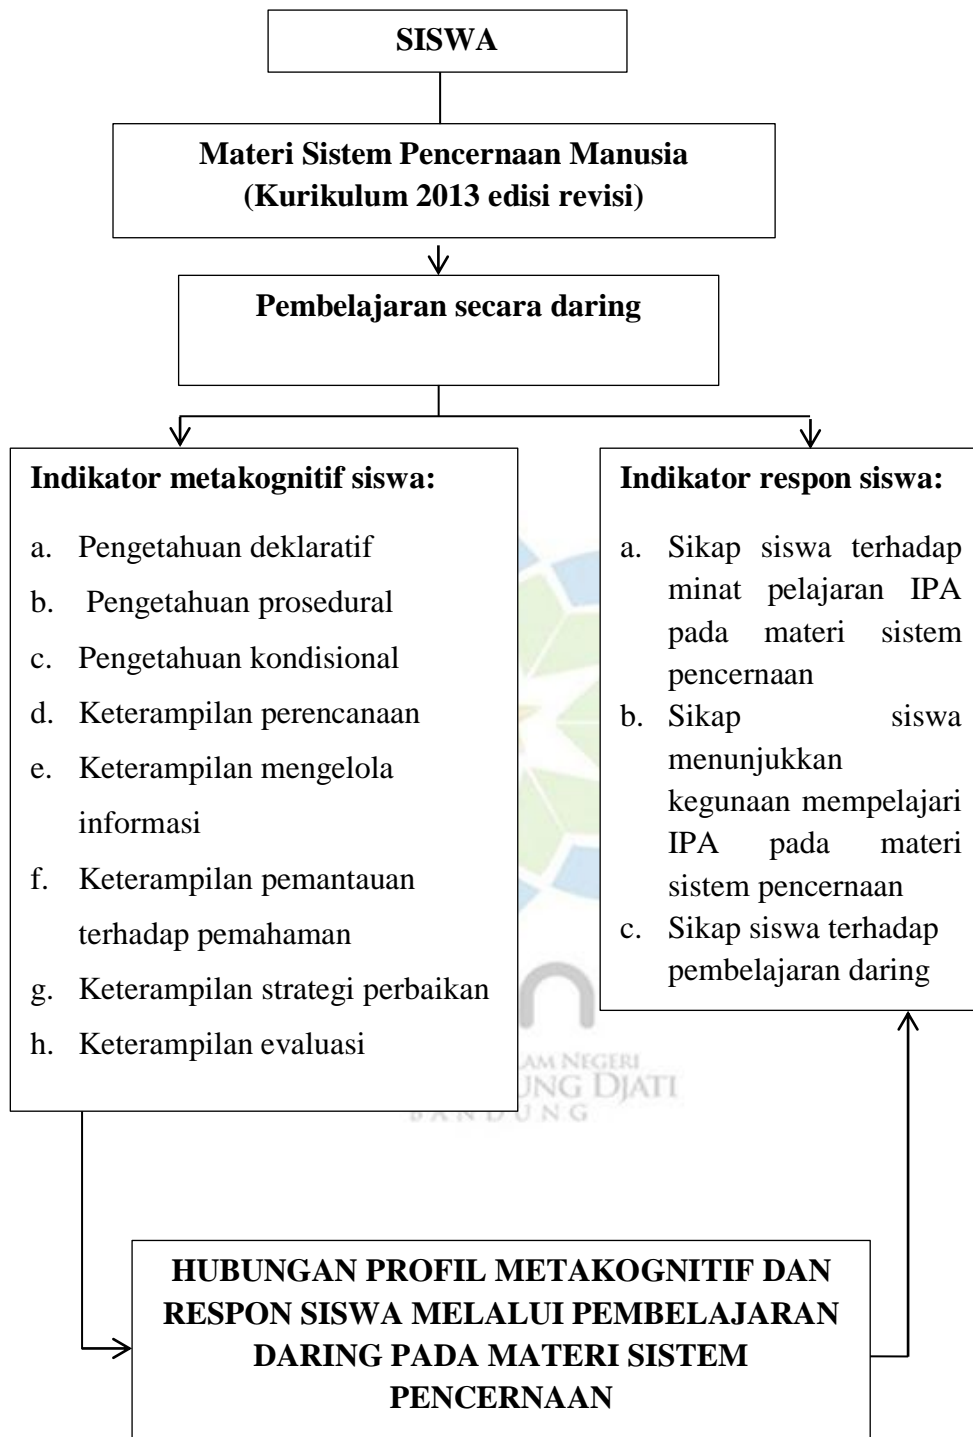 SISWA
Materi Sistem Pencernaan Manusia
(Kurikulum 2013 edisi revisi)
Pembelajaran secara daring
Indikator metakognitif siswa:
a. Pengetahuan deklaratif
b. Pengetahuan prosedural
c. Pengetahuan kondisional
d. Keterampilan perencanaan
e. Keterampilan mengelola
informasi
f. Keterampilan pemantauan
terhadap pemahaman
g. Keterampilan strategi perbaikan
h. Keterampilan evaluasi
Indikator respon siswa:
a. Sikap siswa terhadap
minat pelajaran IPA
pada materi sistem
pencernaan
b. Sikap siswa
menunjukkan
kegunaan mempelajari
IPA pada materi
sistem pencernaan
c. Sikap siswa terhadap
pembelajaran daring
NEGERI
DJATI
BANDUNG
HUBUNGAN PROFIL METAKOGNITIF DAN
RESPON SISWA MELALUI PEMBELAJARAN
DARING PADA MATERI SISTEM
PENCERNAAN